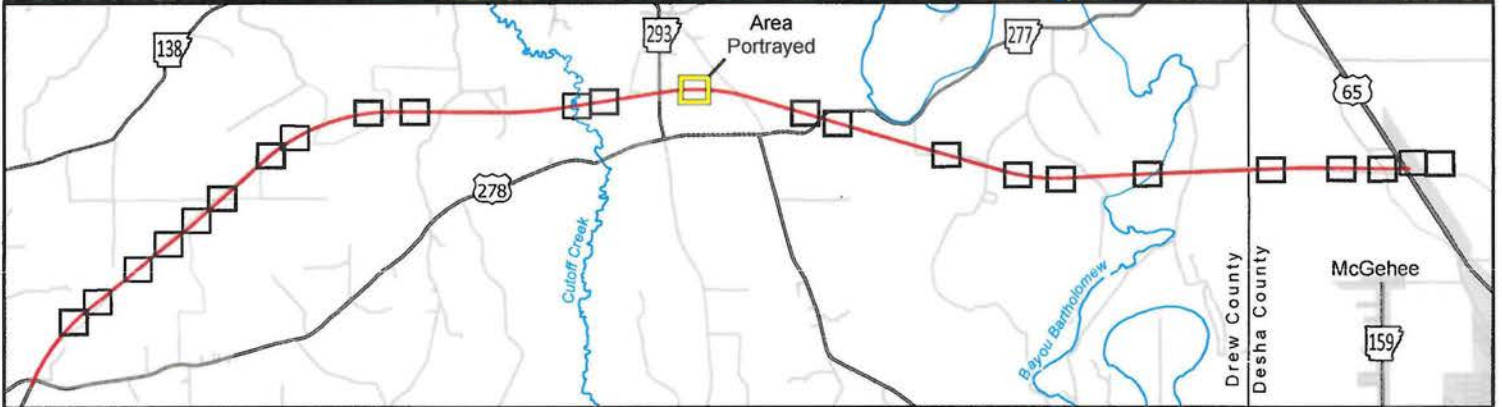 138
293
Area
Portrayed
277
65
278
Cutoff Creek
Bayou Bartholomew
Drew County
Desha County
McGehee
159